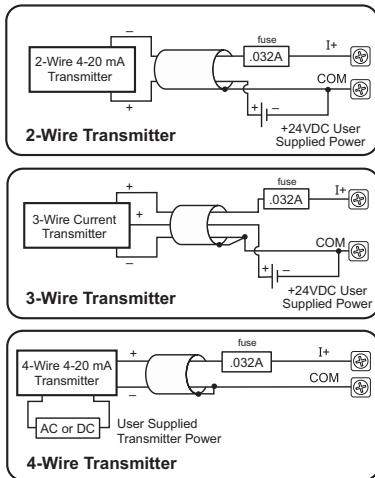 –
fuse
2-Wire 4-20 mA
Transmitter
.032A
I+
COM
+
+ –
+24VDC User
Supplied Power
2-Wire Transmitter
+
fuse
3-Wire Current
Transmitter
+
.032A
I+
COM
–
+ –
+24VDC User
Supplied Power
3-Wire Transmitter
fuse
4-Wire 4-20 mA
Transmitter
+
.032A
I+
–
COM
AC or DC
User Supplied
Transmitter Power
4-Wire Transmitter